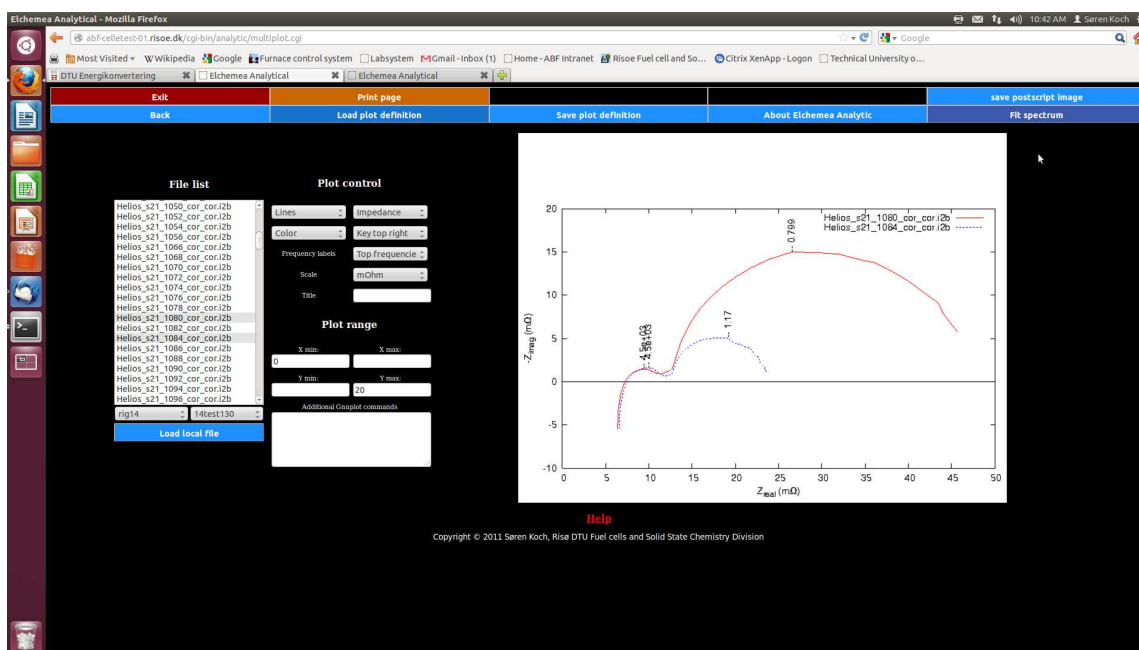 Elchemea Analytical - Mozilla Firefox
10:42 AM Søren Koch
abf-celletest-01.risoe.dk/cgi-bin/analytic/multiplot.cgi
Google
Most Visited Wikipedia Google Furnace control system Labsystem Gmail - Inbox (1) Home - ABF Intranet Risoe Fuel cell and So... Citrix XenApp - Logon Technical University o...
DTU Energikonvertering Elchemea Analytical Elchemea Analytical
Exit Print page save postscript image
Back Load plot definition Save plot definition About Elchemea Analytic Fit spectrum
File list
Helios_s21_1050_cor_cor.i2b
Helios_s21_1052_cor_cor.i2b
Helios_s21_1054_cor_cor.i2b
Helios_s21_1056_cor_cor.i2b
Helios_s21_1066_cor_cor.i2b
Helios_s21_1068_cor_cor.i2b
Helios_s21_1070_cor_cor.i2b
Helios_s21_1072_cor_cor.i2b
Helios_s21_1074_cor_cor.i2b
Helios_s21_1076_cor_cor.i2b
Helios_s21_1078_cor_cor.i2b
Helios_s21_1080_cor_cor.i2b
Helios_s21_1082_cor_cor.i2b
Helios_s21_1084_cor_cor.i2b
Helios_s21_1086_cor_cor.i2b
Helios_s21_1088_cor_cor.i2b
Helios_s21_1090_cor_cor.i2b
Helios_s21_1092_cor_cor.i2b
Helios_s21_1094_cor_cor.i2b
Helios_s21_1096_cor_cor.i2b
rig14 14test130
Load local file
Plot control
Lines Impedance
Color Key top right
Frequency labels Top frequencie
Scale mOhm
Title
Plot range
X min: X max:
0
Y min: Y max:
20
Additional Gnuplot commands
Helios_s21_1080_cor_cor.i2b
Helios_s21_1084_cor_cor.i2b
20
15
10
5
0
-5
-10
-Zimag (mΩ)
4.5e+03
4.5e+03
0.799
1.17
0 5 10 15 20 25 30 35 40 45 50
Zreal (mΩ)
Help
Copyright © 2011 Søren Koch, Risø DTU Fuel cells and Solid State Chemistry Division